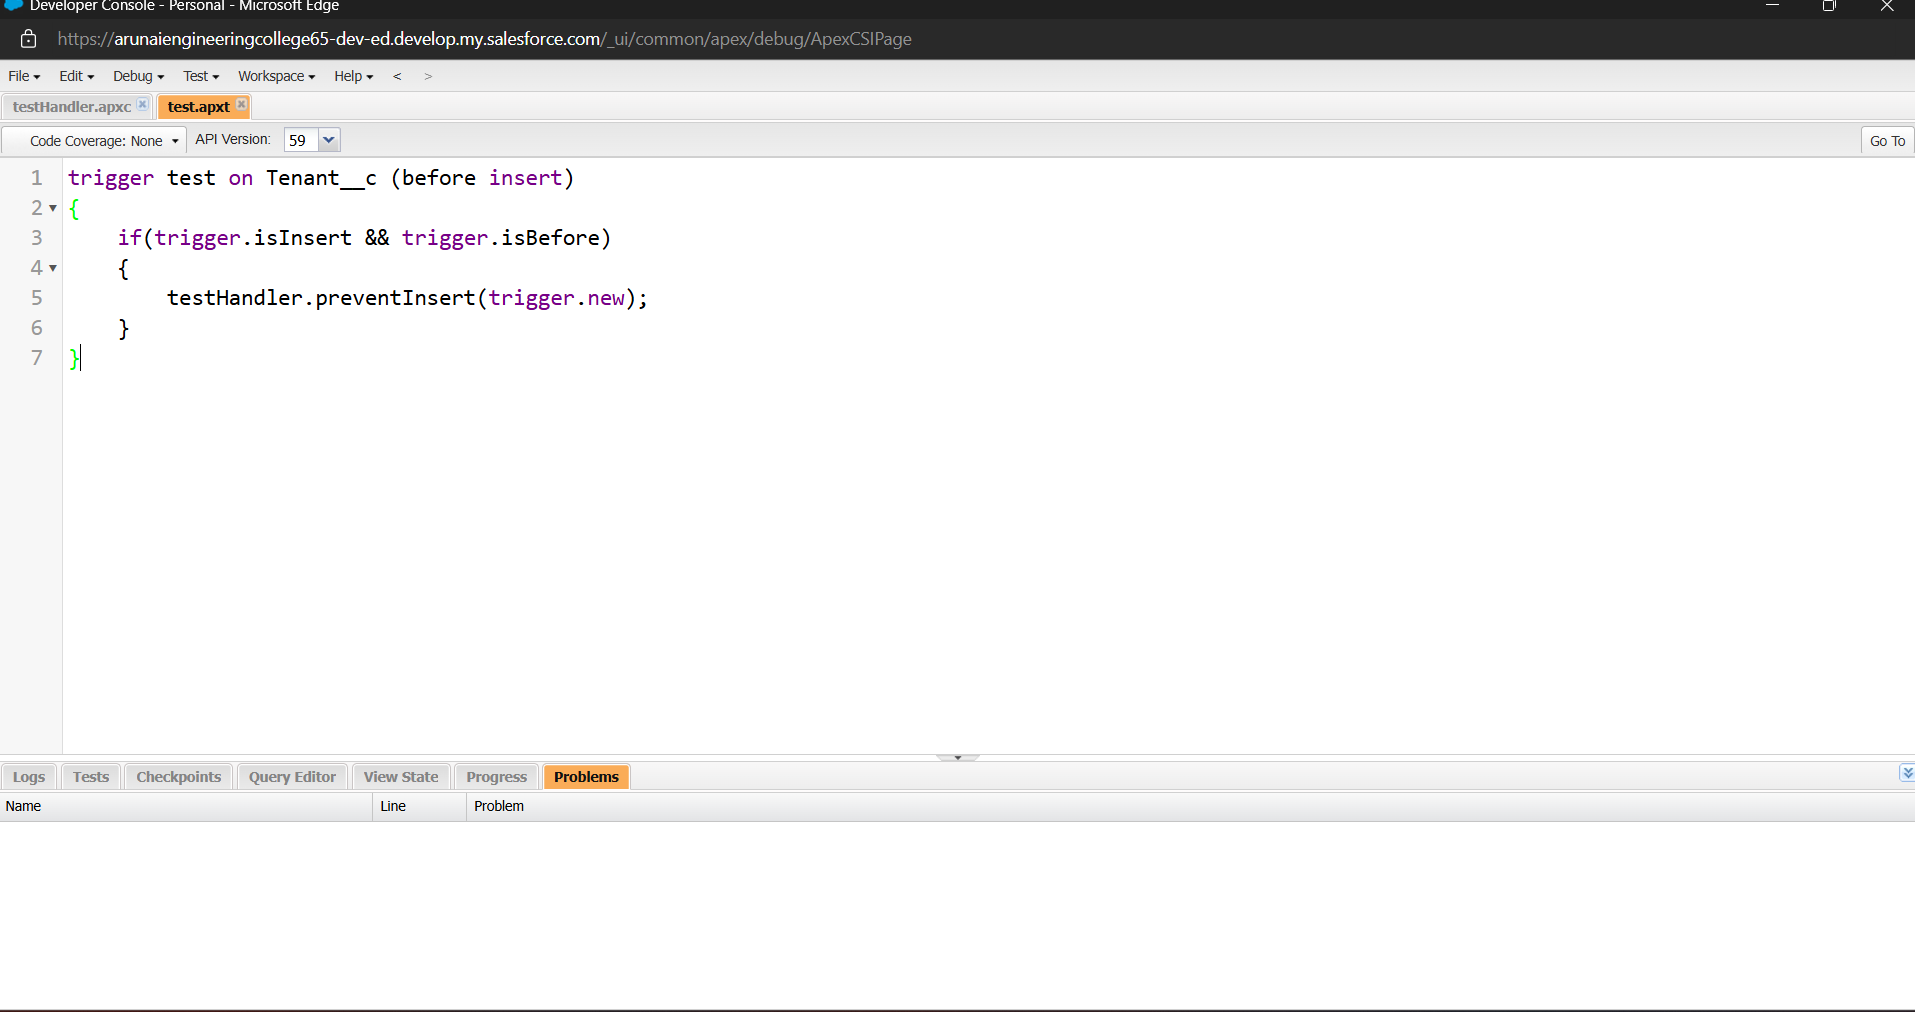 Developer Console - Personal - Microsoft Edge
https://arunaiengineeringcollege65-dev-ed.develop.my.salesforce.com/_ui/common/apex/debug/ApexCSIPage
File Edit Debug Test Workspace Help < >
testHandler.apxc test.apxt
Code Coverage: None API Version: 59 Go To
1 trigger test on Tenant__c (before insert)
2 {
3 if(trigger.isInsert && trigger.isBefore)
4 {
5 testHandler.preventInsert(trigger.new);
6 }
7 }
Logs Tests Checkpoints Query Editor View State Progress Problems
Name Line Problem